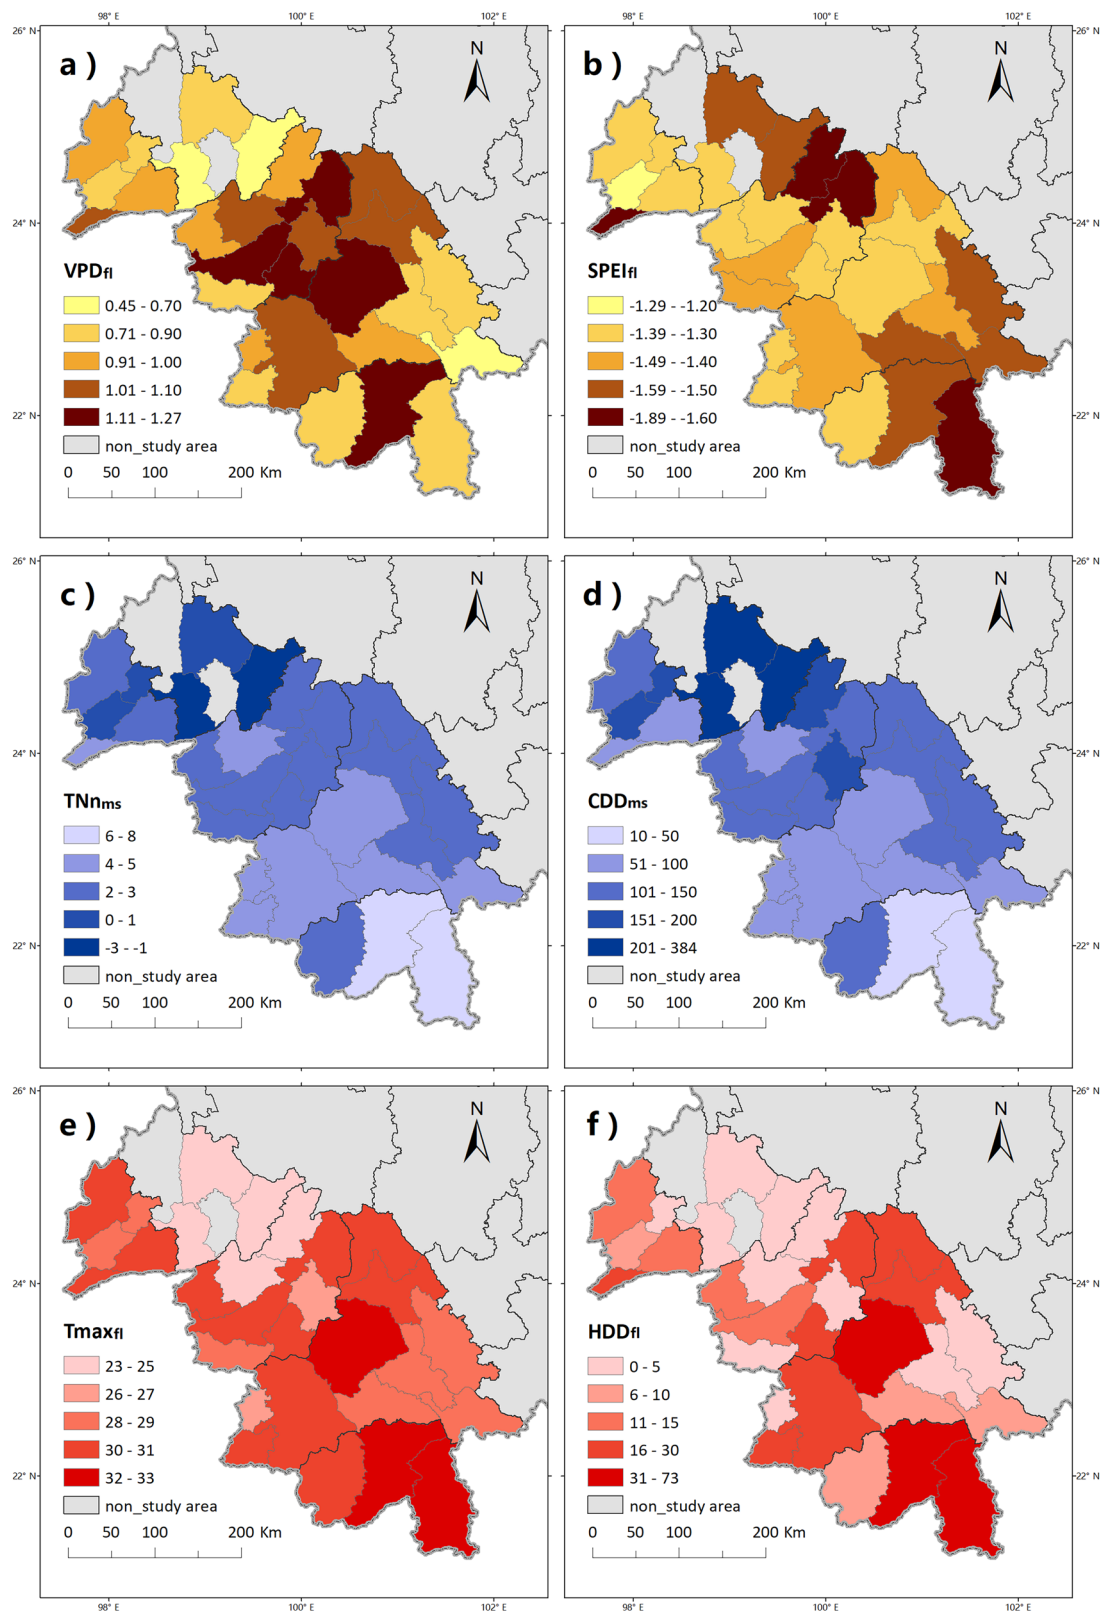 98° E 100° E 102° E 98° E 100° E 102° E
26° N 26° N
a ) N b ) N
24° N 24° N
VPDfl SPEIfl
0.45 - 0.70 -1.29 - -1.20
0.71 - 0.90 -1.39 - -1.30
0.91 - 1.00 -1.49 - -1.40
1.01 - 1.10 -1.59 - -1.50
1.11 - 1.27 -1.89 - -1.60
22° N 22° N
non_study area non_study area
0 50 100 200 Km 0 50 100 200 Km
26° N 26° N
c ) N d ) N
24° N 24° N
TNnms CDDms
6 - 8 10 - 50
4 - 5 51 - 100
2 - 3 101 - 150
0 - 1 151 - 200
-3 - -1 201 - 384
22° N 22° N
non_study area non_study area
0 50 100 200 Km 0 50 100 200 Km
26° N 26° N
e ) N f ) N
24° N 24° N
Tmaxfl HDDfl
23 - 25 0 - 5
26 - 27 6 - 10
28 - 29 11 - 15
30 - 31 16 - 30
32 - 33 31 - 73
22° N 22° N
non_study area non_study area
0 50 100 200 Km 0 50 100 200 Km
98° E 100° E 102° E 98° E 100° E 102° E